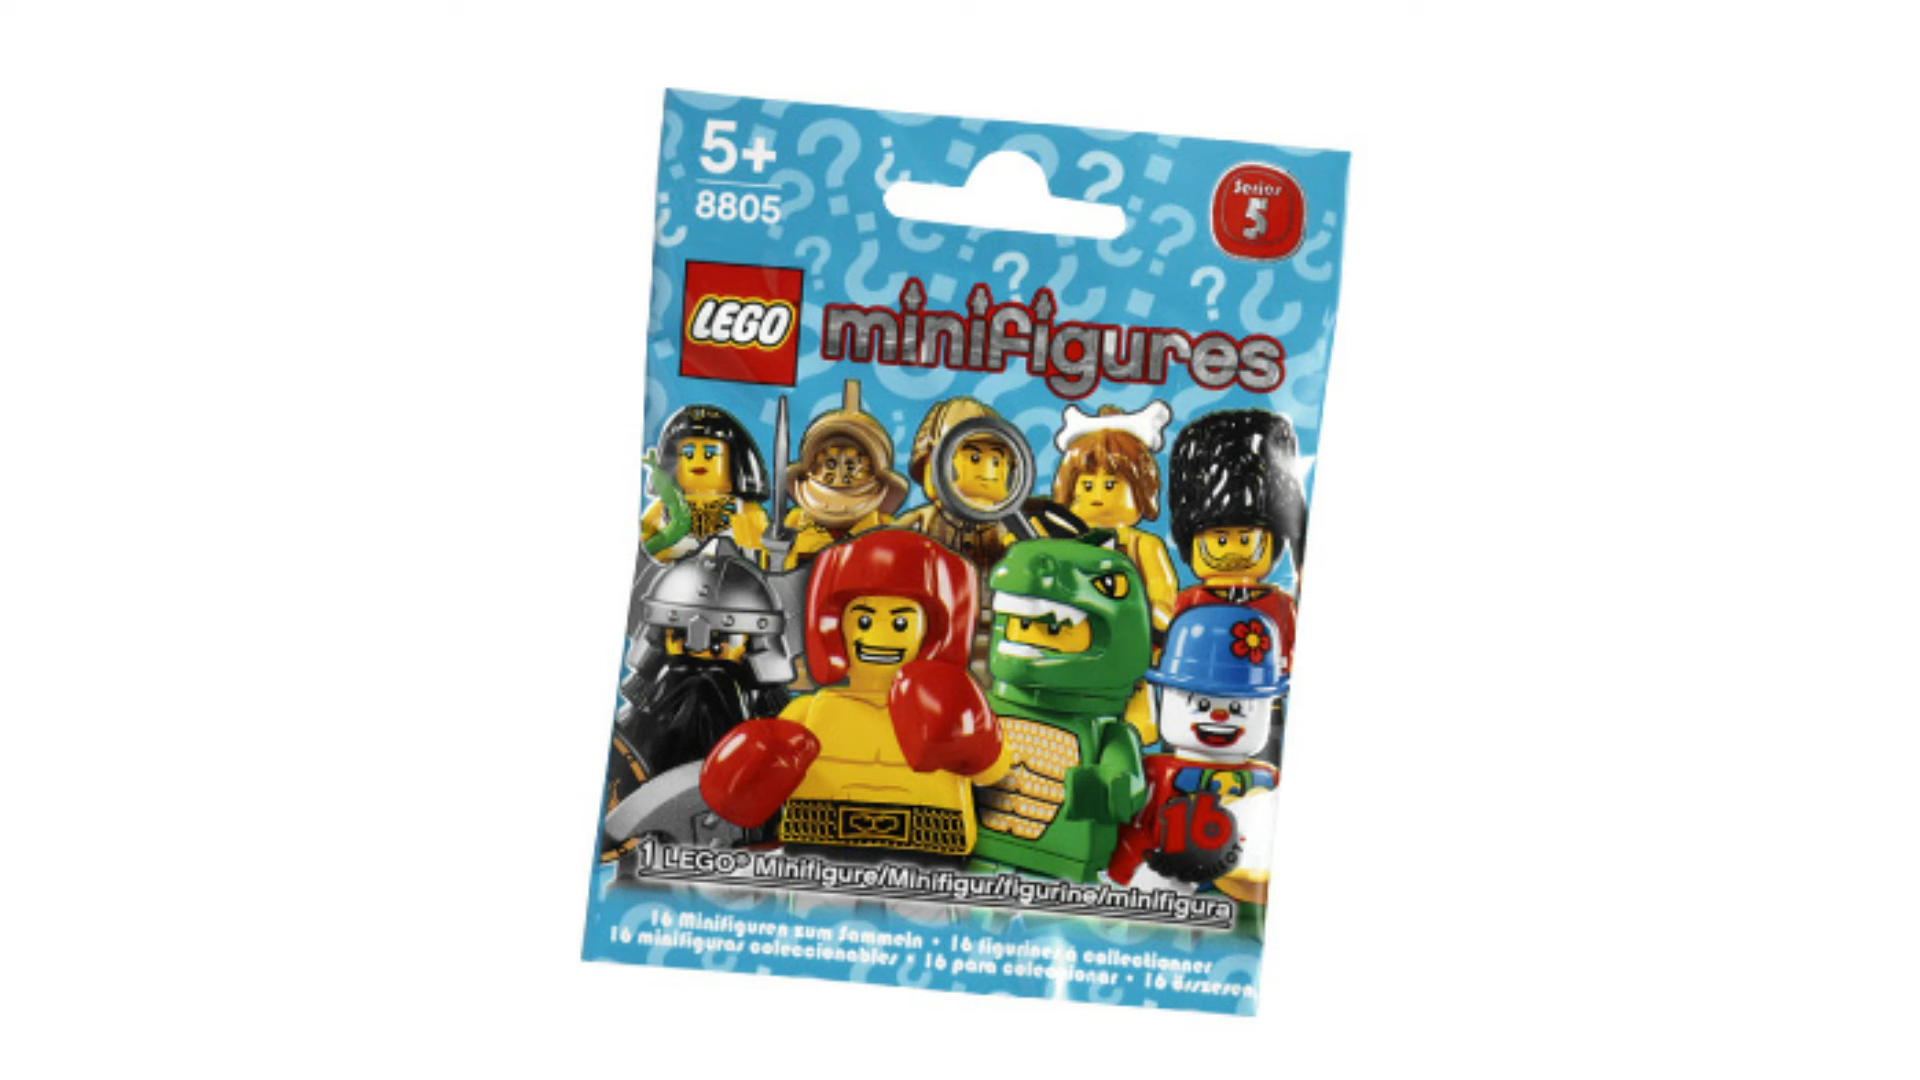 5+
8805
Series
5
LEGO
minifigures
16
1 LEGO® Minifigure/Minifigur/figurine/minifigura
16 Minifiguren zum Sammeln • 16 figurines à collectionner
16 minifiguras coleccionables • 16 para colecionar • 16 összesen